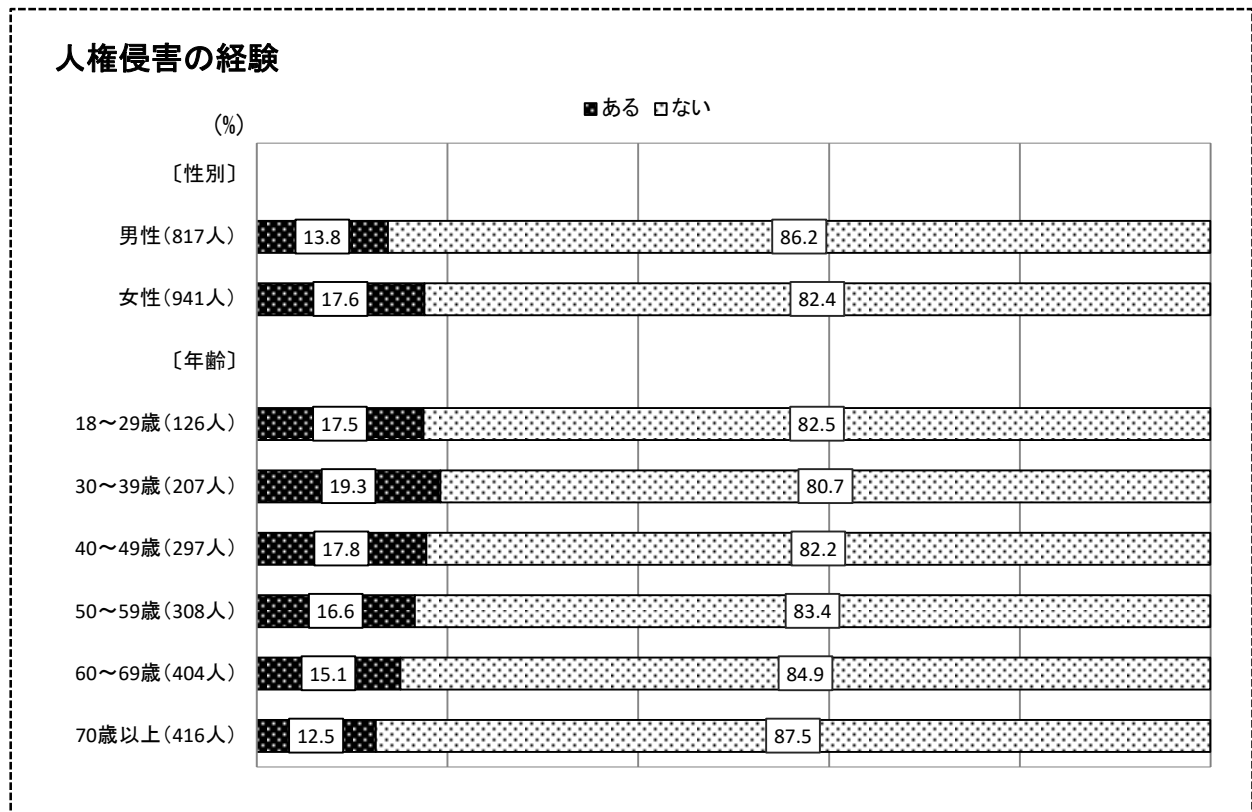 人権侵害の経験
■ある □ない
(%)
〔性別〕
男性(817人) 13.8 86.2
女性(941人) 17.6 82.4
〔年齢〕
18～29歳(126人) 17.5 82.5
30～39歳(207人) 19.3 80.7
40～49歳(297人) 17.8 82.2
50～59歳(308人) 16.6 83.4
60～69歳(404人) 15.1 84.9
70歳以上(416人) 12.5 87.5